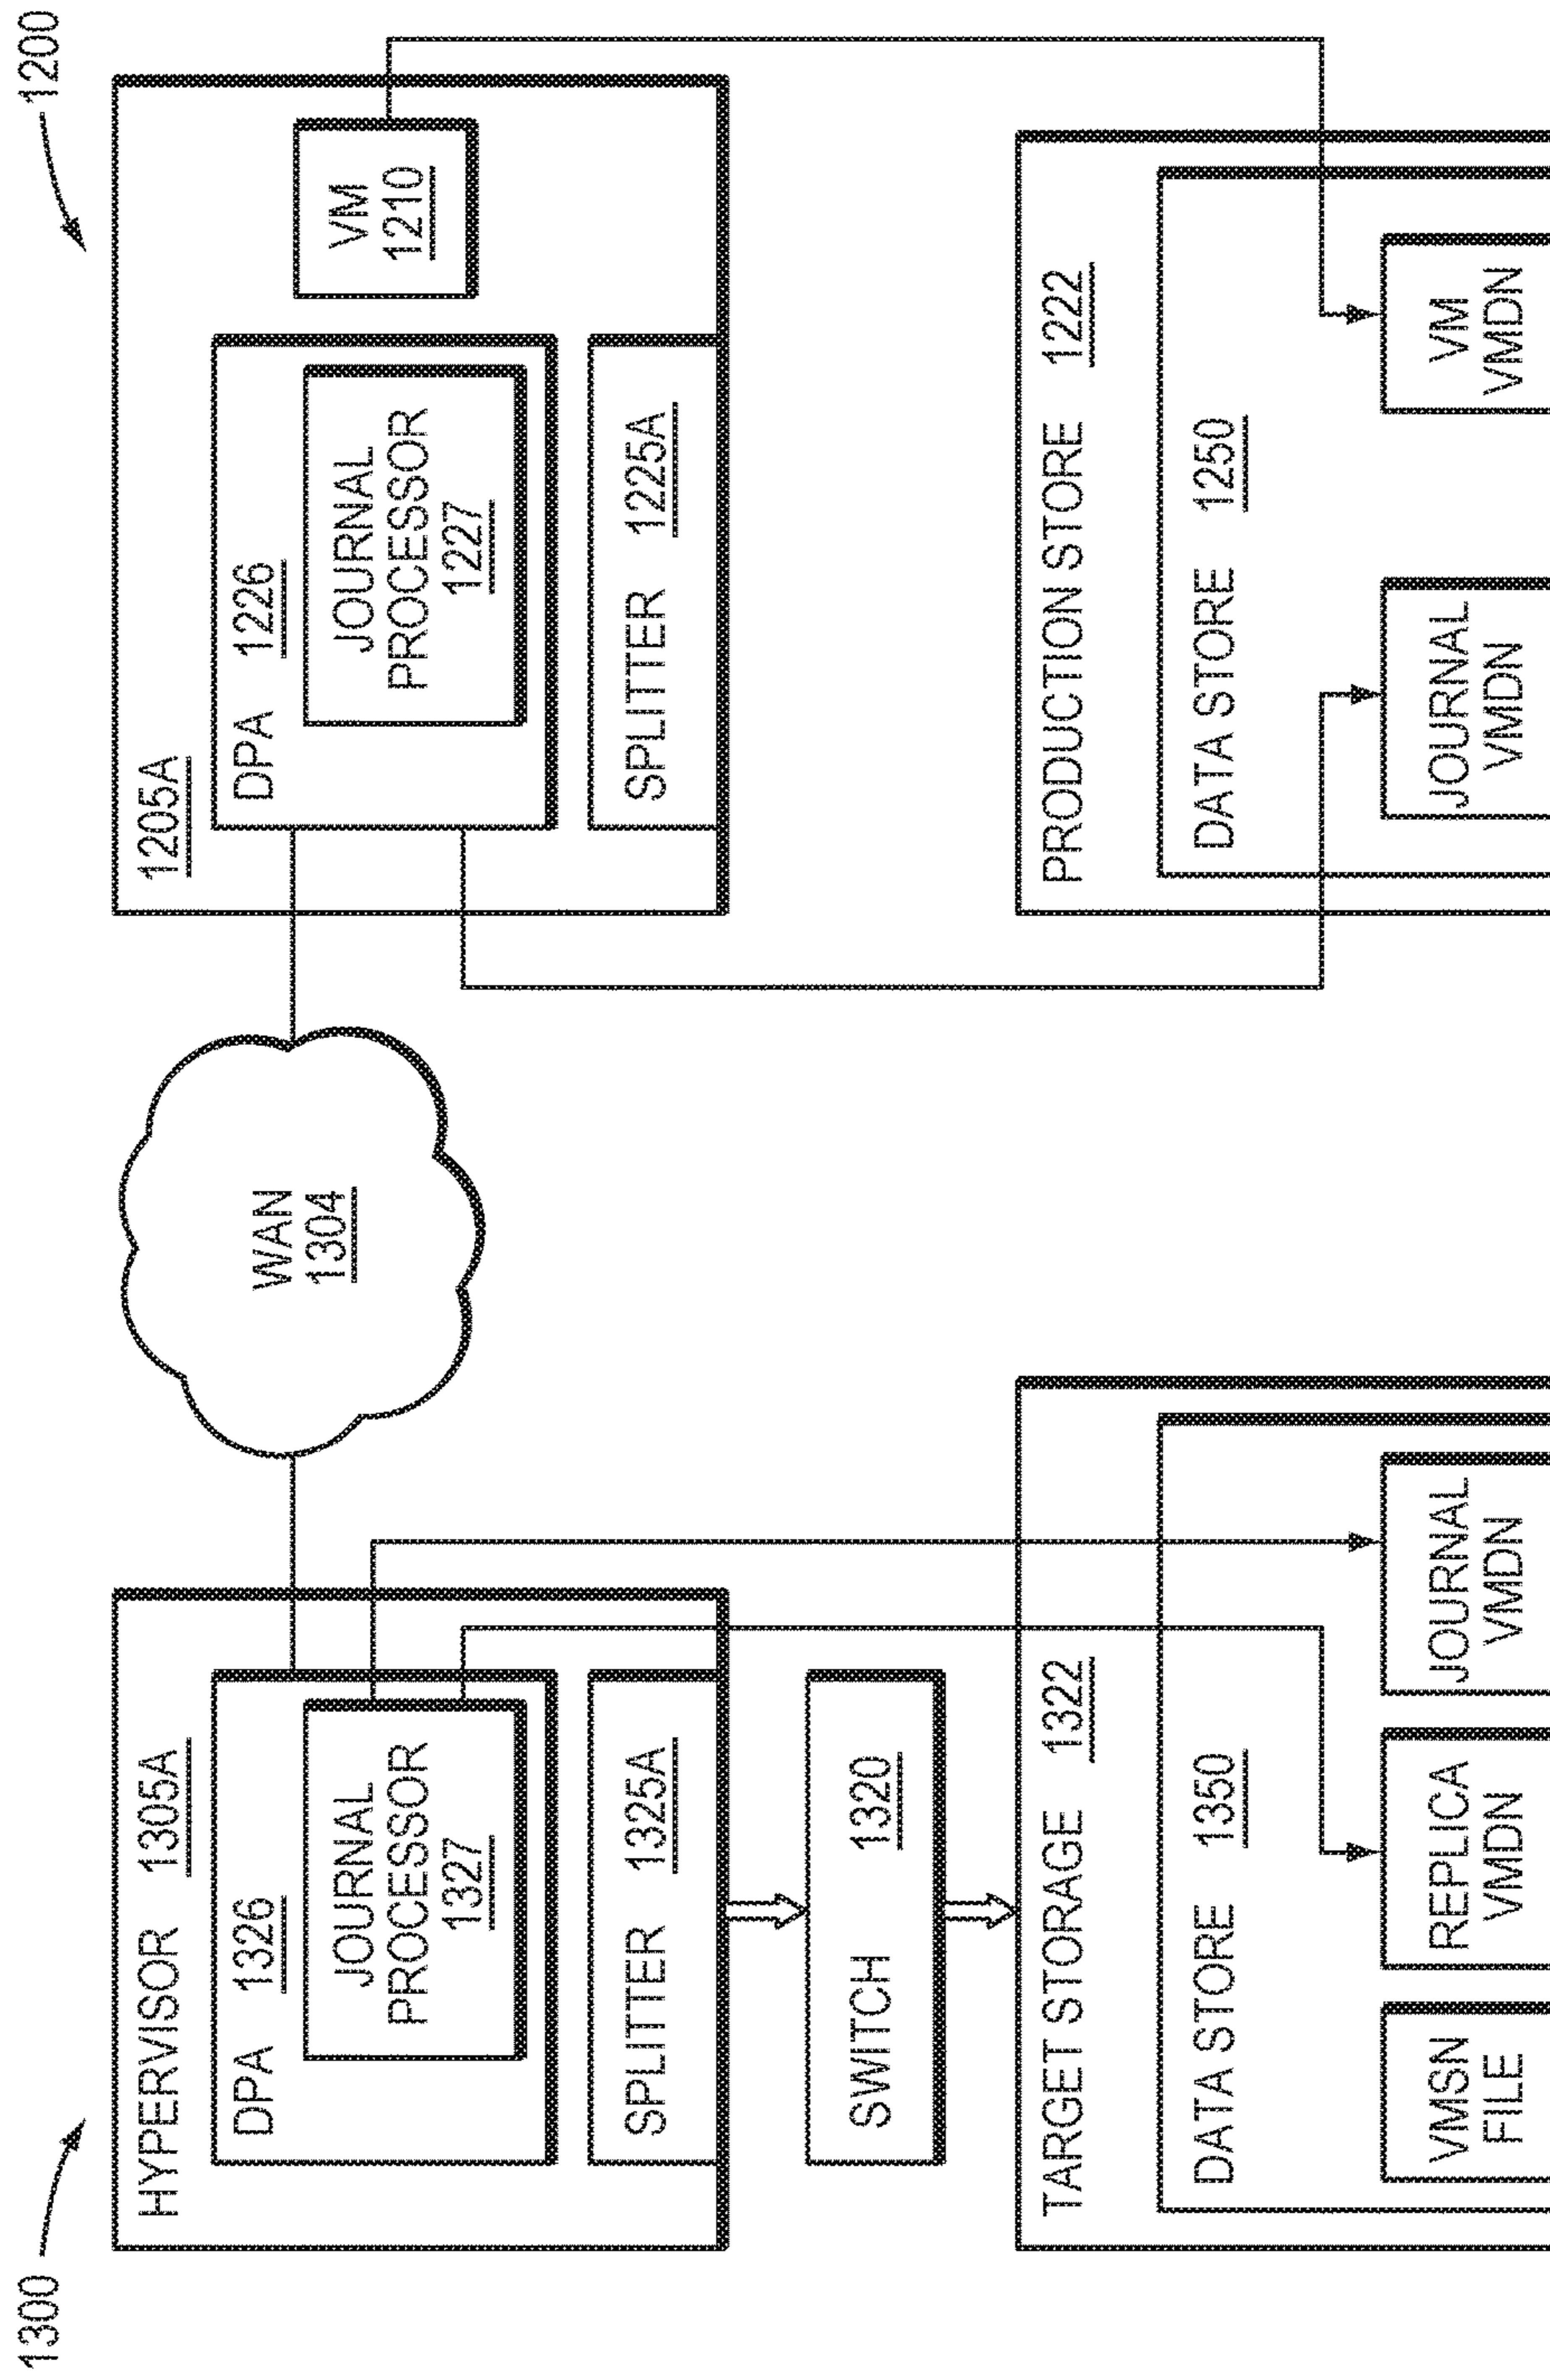 1300
HYPERVISOR 1305A
DPA 1326
JOURNAL
PROCESSOR
1327
SPLITTER 1325A
SWITCH 1320
TARGET STORAGE 1322
DATA STORE 1350
VMSN
FILE
REPLICA
VMDN
JOURNAL
VMDN
WAN
1304
1200
1205A
DPA 1226
JOURNAL
PROCESSOR
1227
VM
1210
SPLITTER 1225A
PRODUCTION STORE 1222
DATA STORE 1250
JOURNAL
VMDN
VM
VMDN